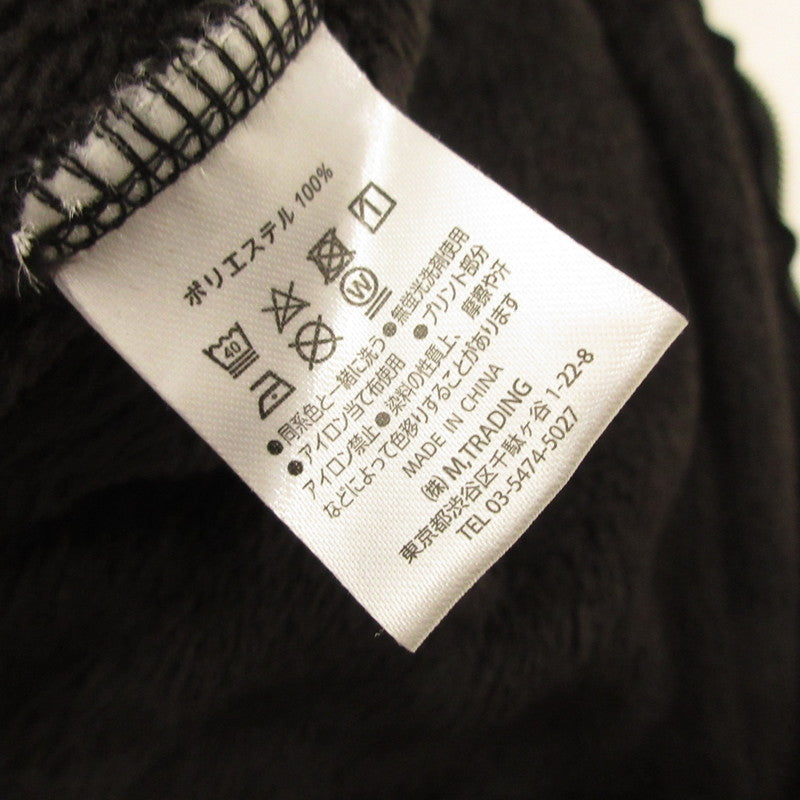 ポリエステル 100%
40
W
●同系色と一緒に洗う ●無蛍光洗剤使用
●アイロン当て布使用 ●プリント部分
アイロン禁止 ●染料の性質上、摩擦や汗
などによって色移りすることがあります
MADE IN CHINA
(株) M,TRADING
東京都渋谷区千駄ヶ谷 1-22-8
TEL 03-5474-5027